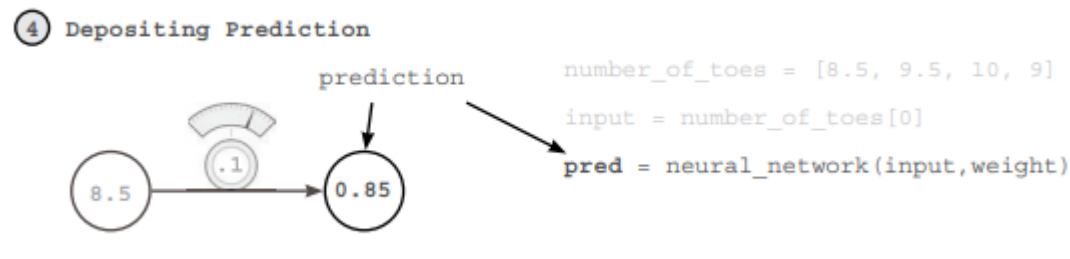 4 Depositing Prediction
prediction
.1
8.5
0.85
number_of_toes = [8.5, 9.5, 10, 9]
input = number_of_toes[0]
pred = neural_network(input,weight)